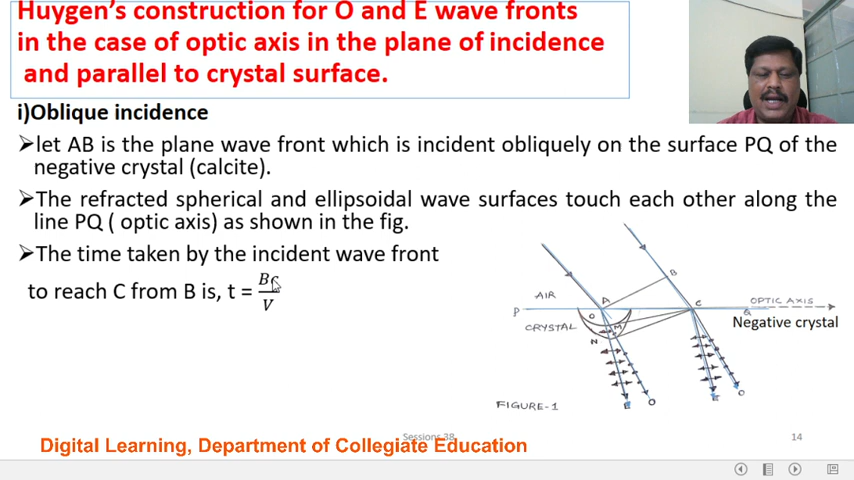 Huygen’s construction for O and E wave fronts
in the case of optic axis in the plane of incidence
and parallel to crystal surface.
i)Oblique incidence
➢let AB is the plane wave front which is incident obliquely on the surface PQ of the
negative crystal (calcite).
➢The refracted spherical and ellipsoidal wave surfaces touch each other along the
line PQ ( optic axis) as shown in the fig.
➢The time taken by the incident wave front
to reach C from B is, t = BC/V
B
A
AIR
C
OPTIC AXIS
P
Q
O
Negative crystal
CRYSTAL
M
N
E
O
E
O
FIGURE-1
Sessions 38
14
Digital Learning, Department of Collegiate Education